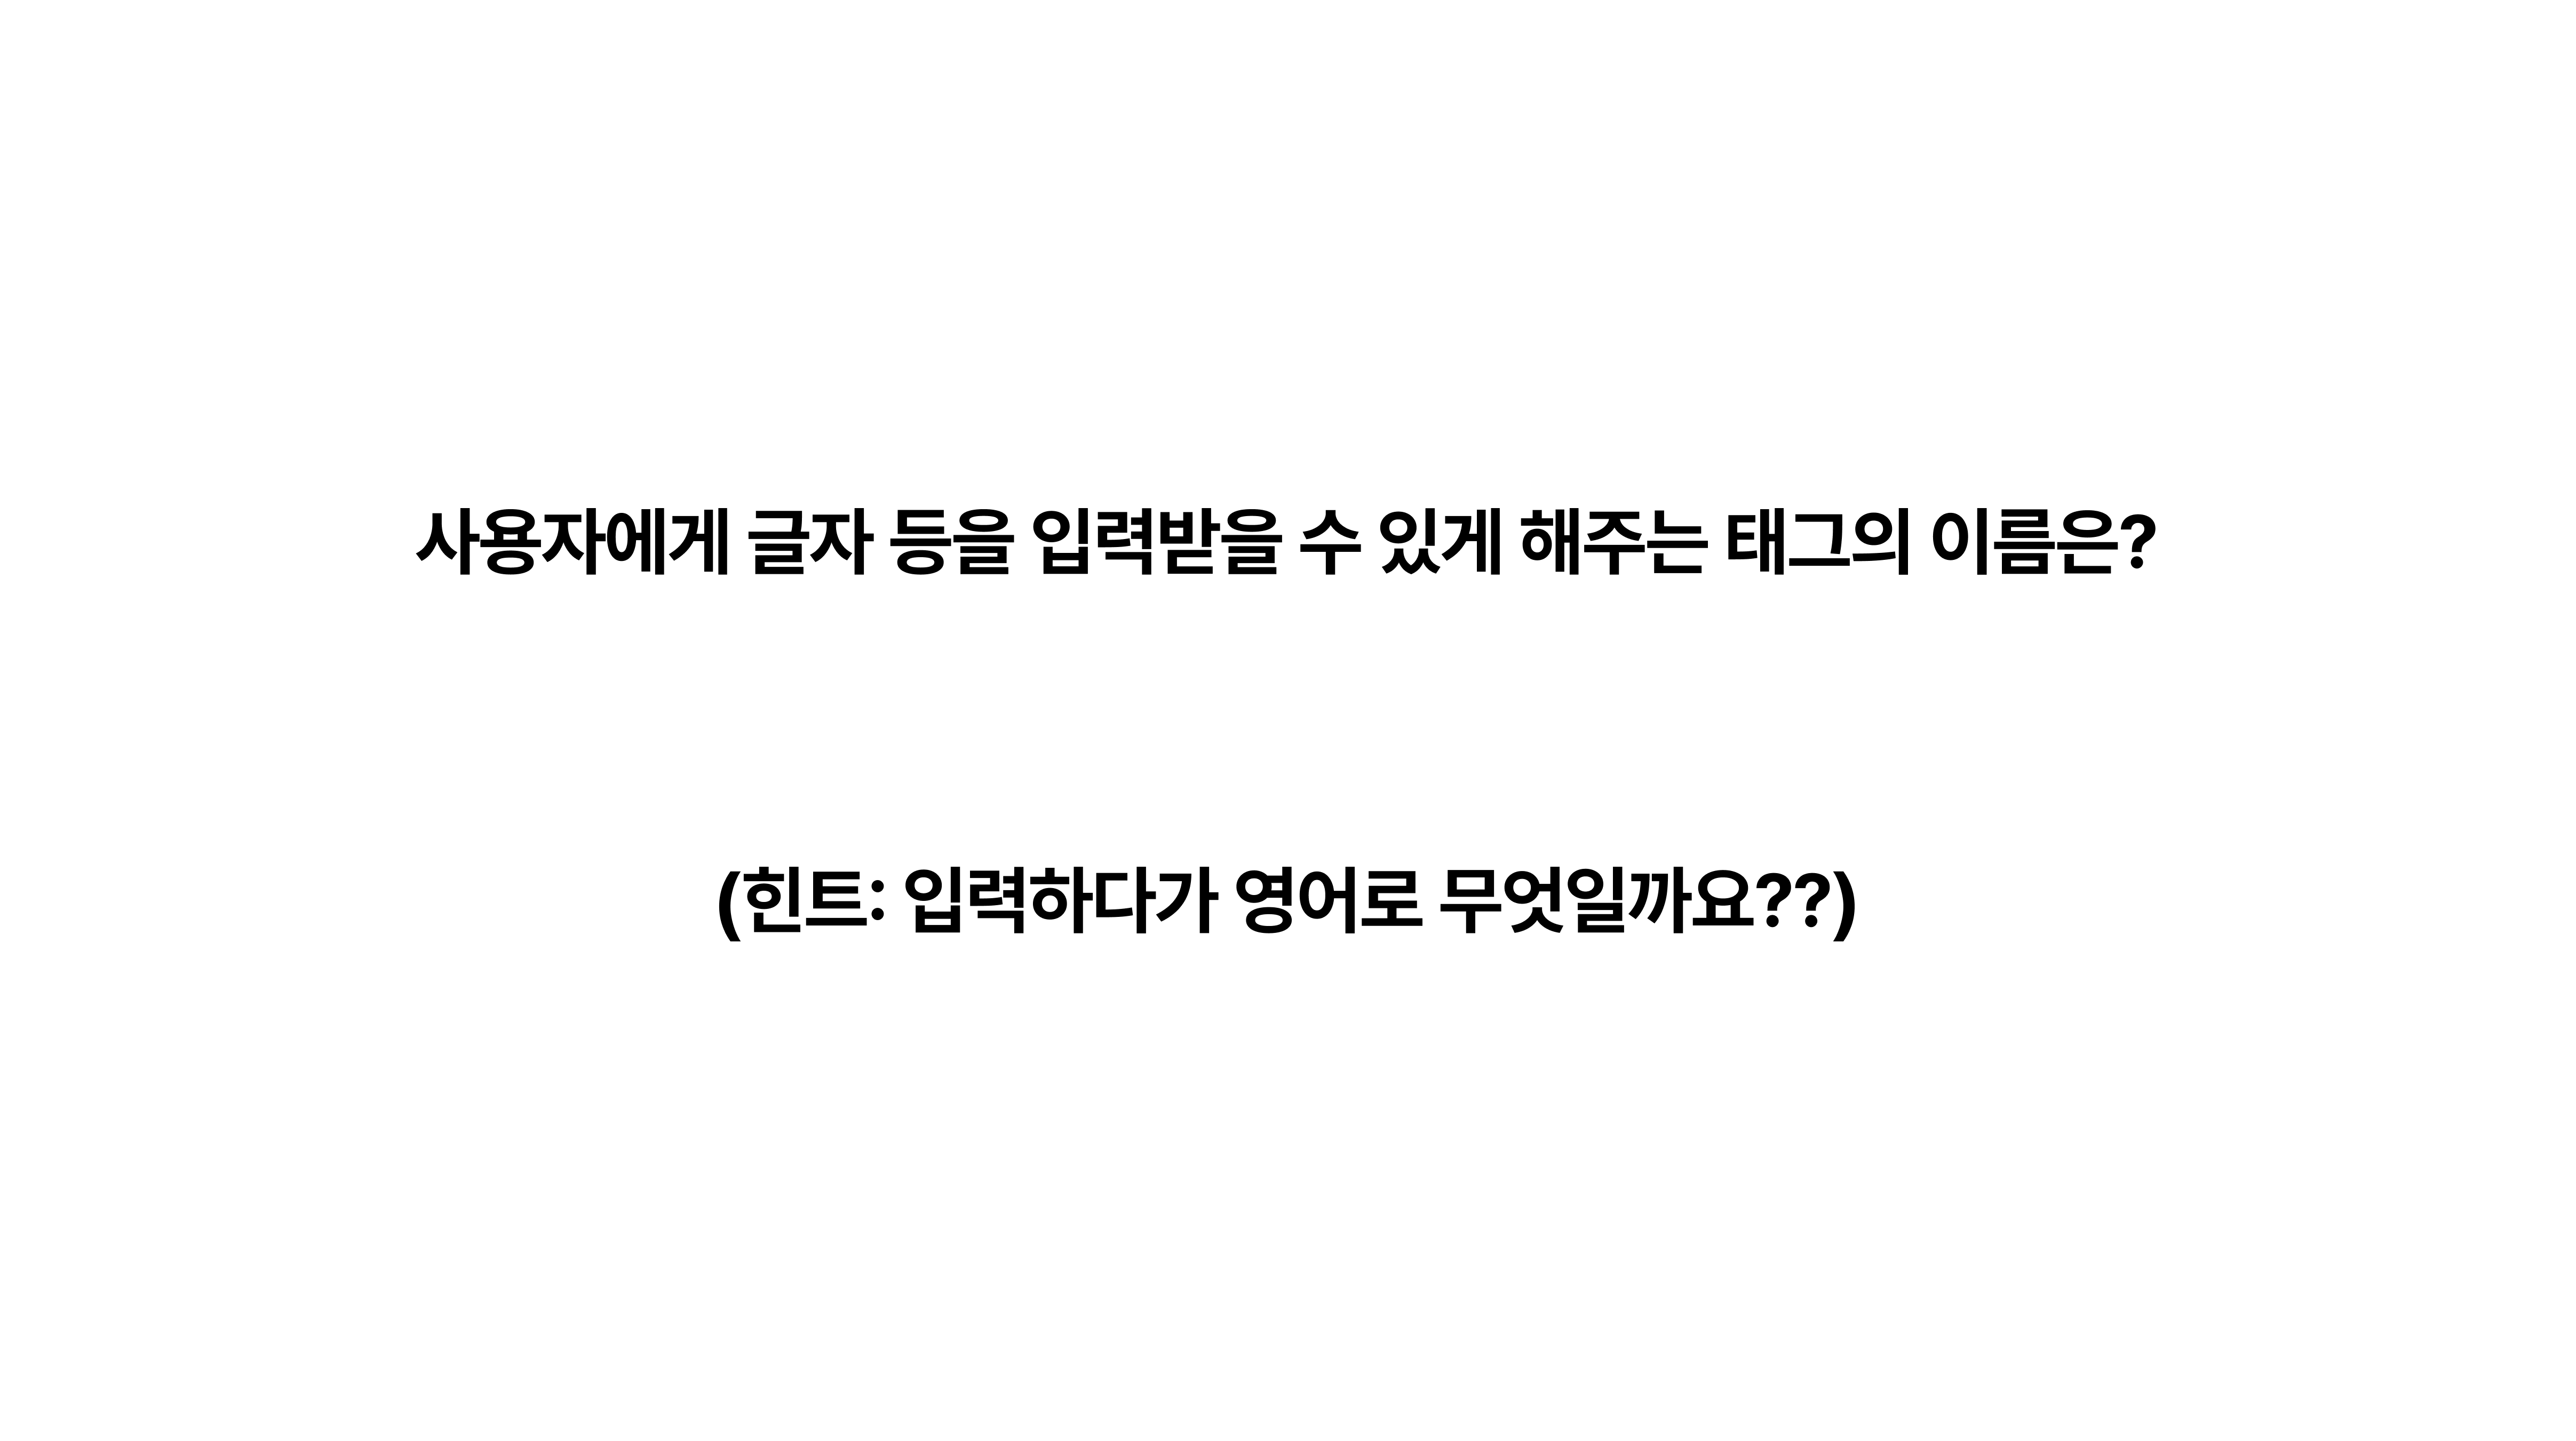 사용자에게 글자 등을 입력받을 수 있게 해주는 태그의 이름은?
(힌트: 입력하다가 영어로 무엇일까요??)